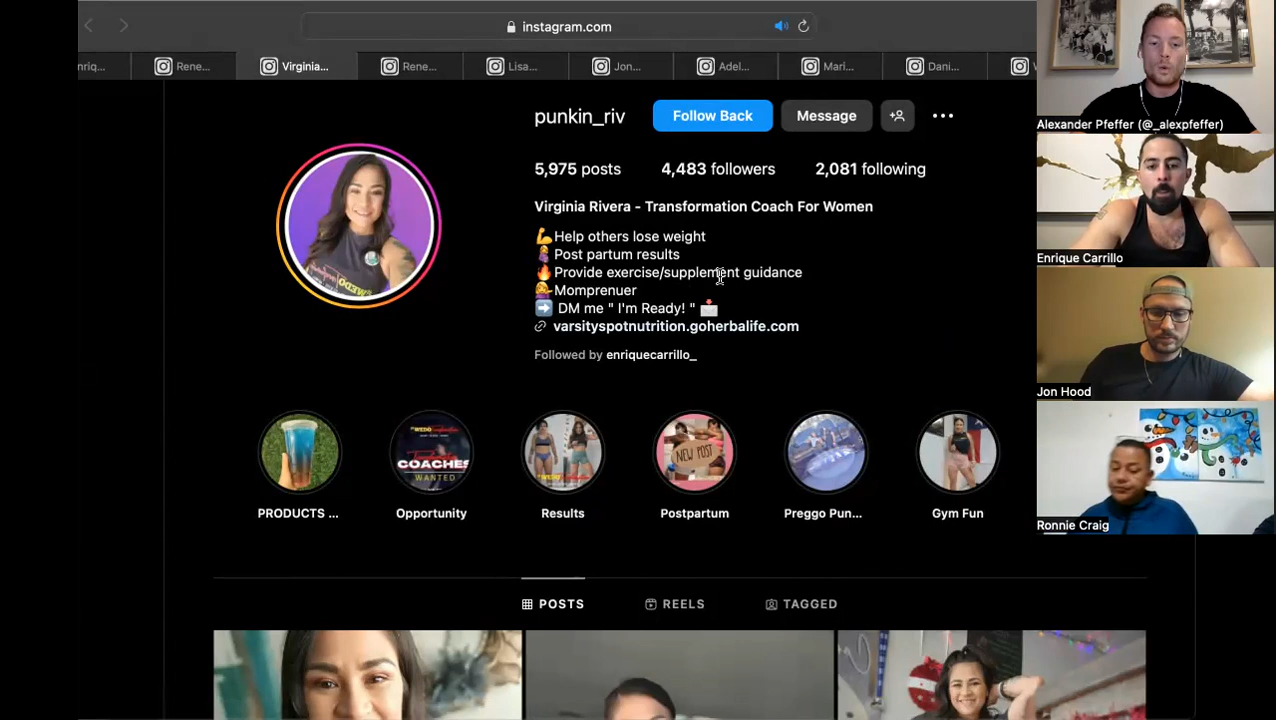 instagram.com
nriq...
Rene...
Virginia...
Rene...
Lisa...
Jon...
Adel...
Mari...
Dani...
punkin_riv
Follow Back
Message
5,975 posts
4,483 followers
2,081 following
Virginia Rivera - Transformation Coach For Women
💪Help others lose weight
🤰Post partum results
🔥Provide exercise/supplement guidance
💁‍♀️Momprenuer
➡️ DM me " I'm Ready! " 📩
varsityspotnutrition.goherbalife.com
Followed by enriquecarrillo_
COACHES
WANTED
NEW POST
PRODUCTS ...
Opportunity
Results
Postpartum
Preggo Pun...
Gym Fun
POSTS
REELS
TAGGED
Alexander Pfeffer (@_alexpfeffer)
Enrique Carrillo
Jon Hood
Ronnie Craig